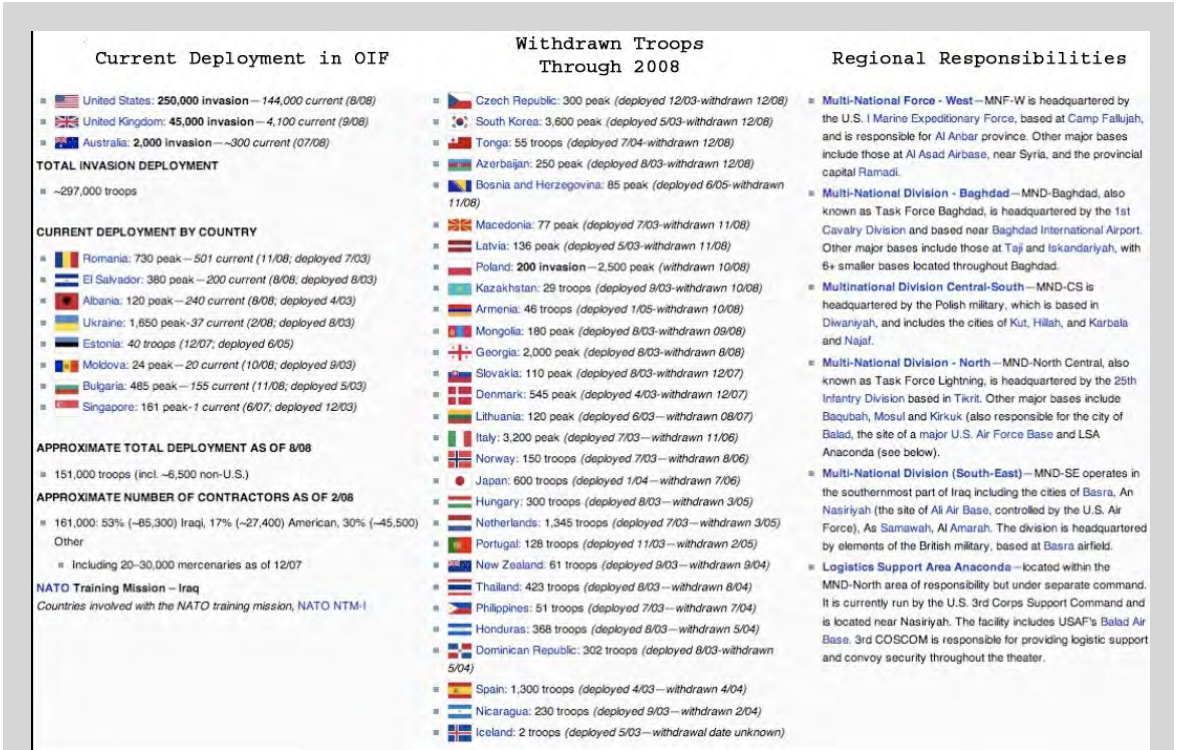 Current Deployment in OIF
United States: 250,000 invasion—144,000 current (8/08)
United Kingdom: 45,000 invasion—4,100 current (9/08)
Australia: 2,000 invasion—~300 current (07/08)
TOTAL INVASION DEPLOYMENT
~297,000 troops
CURRENT DEPLOYMENT BY COUNTRY
Romania: 730 peak—501 current (11/08; deployed 7/03)
El Salvador: 380 peak—200 current (8/08; deployed 8/03)
Albania: 120 peak—240 current (8/08; deployed 4/03)
Ukraine: 1,650 peak-37 current (2/08; deployed 8/03)
Estonia: 40 troops (12/07; deployed 6/05)
Moldova: 24 peak—20 current (10/08; deployed 9/03)
Bulgaria: 485 peak—155 current (11/08; deployed 5/03)
Singapore: 161 peak-1 current (6/07; deployed 12/03)
APPROXIMATE TOTAL DEPLOYMENT AS OF 8/08
151,000 troops (incl. ~6,500 non-U.S.)
APPROXIMATE NUMBER OF CONTRACTORS AS OF 2/08
161,000: 53% (~85,300) Iraqi, 17% (~27,400) American, 30% (~45,500)
Other
Including 20–30,000 mercenaries as of 12/07
NATO Training Mission – Iraq
Countries involved with the NATO training mission, NATO NTM-I
Withdrawn Troops
Through 2008
Czech Republic: 300 peak (deployed 12/03-withdrawn 12/08)
South Korea: 3,600 peak (deployed 5/03-withdrawn 12/08)
Tonga: 55 troops (deployed 7/04-withdrawn 12/08)
Azerbaijan: 250 peak (deployed 8/03-withdrawn 12/08)
Bosnia and Herzegovina: 85 peak (deployed 6/05-withdrawn
11/08)
Macedonia: 77 peak (deployed 7/03-withdrawn 11/08)
Latvia: 136 peak (deployed 5/03-withdrawn 11/08)
Poland: 200 invasion—2,500 peak (withdrawn 10/08)
Kazakhstan: 29 troops (deployed 9/03-withdrawn 10/08)
Armenia: 46 troops (deployed 1/05-withdrawn 10/08)
Mongolia: 180 peak (deployed 8/03-withdrawn 09/08)
Georgia: 2,000 peak (deployed 8/03-withdrawn 8/08)
Slovakia: 110 peak (deployed 8/03-withdrawn 12/07)
Denmark: 545 peak (deployed 4/03-withdrawn 12/07)
Lithuania: 120 peak (deployed 6/03—withdrawn 08/07)
Italy: 3,200 peak (deployed 7/03—withdrawn 11/06)
Norway: 150 troops (deployed 7/03—withdrawn 8/06)
Japan: 600 troops (deployed 1/04—withdrawn 7/06)
Hungary: 300 troops (deployed 8/03—withdrawn 3/05)
Netherlands: 1,345 troops (deployed 7/03—withdrawn 3/05)
Portugal: 128 troops (deployed 11/03—withdrawn 2/05)
New Zealand: 61 troops (deployed 9/03—withdrawn 9/04)
Thailand: 423 troops (deployed 8/03—withdrawn 8/04)
Philippines: 51 troops (deployed 7/03—withdrawn 7/04)
Honduras: 368 troops (deployed 8/03—withdrawn 5/04)
Dominican Republic: 302 troops (deployed 8/03-withdrawn
5/04)
Spain: 1,300 troops (deployed 4/03—withdrawn 4/04)
Nicaragua: 230 troops (deployed 9/03—withdrawn 2/04)
Iceland: 2 troops (deployed 5/03—withdrawal date unknown)
Regional Responsibilities
Multi-National Force - West—MNF-W is headquartered by
the U.S. I Marine Expeditionary Force, based at Camp Fallujah,
and is responsible for Al Anbar province. Other major bases
include those at Al Asad Airbase, near Syria, and the provincial
capital Ramadi.
Multi-National Division - Baghdad—MND-Baghdad, also
known as Task Force Baghdad, is headquartered by the 1st
Cavalry Division and based near Baghdad International Airport.
Other major bases include those at Taji and Iskandariyah, with
6+ smaller bases located throughout Baghdad.
Multinational Division Central-South—MND-CS is
headquartered by the Polish military, which is based in
Diwaniyah, and includes the cities of Kut, Hillah, and Karbala
and Najaf.
Multi-National Division - North—MND-North Central, also
known as Task Force Lightning, is headquartered by the 25th
Infantry Division based in Tikrit. Other major bases include
Baqubah, Mosul and Kirkuk (also responsible for the city of
Balad, the site of a major U.S. Air Force Base and LSA
Anaconda (see below).
Multi-National Division (South-East)—MND-SE operates in
the southernmost part of Iraq including the cities of Basra, An
Nasiriyah (the site of Ali Air Base, controlled by the U.S. Air
Force), As Samawah, Al Amarah. The division is headquartered
by elements of the British military, based at Basra airfield.
Logistics Support Area Anaconda—located within the
MND-North area of responsibility but under separate command.
It is currently run by the U.S. 3rd Corps Support Command and
is located near Nasiriyah. The facility includes USAF's Balad Air
Base. 3rd COSCOM is responsible for providing logistic support
and convoy security throughout the theater.